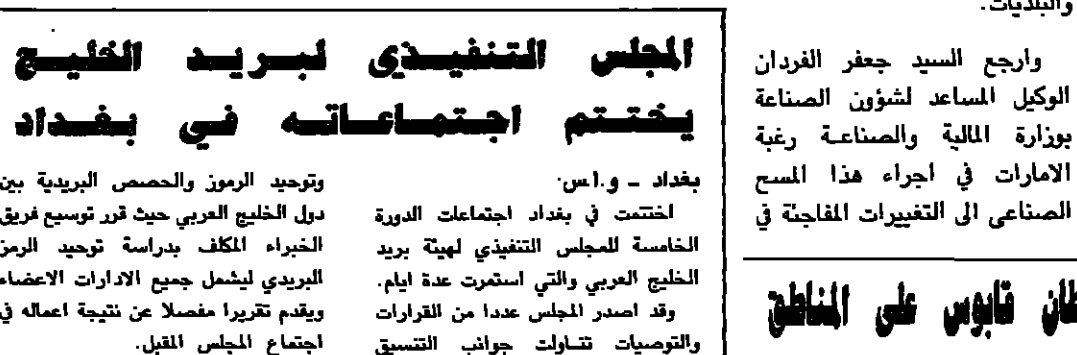 والبلديات.
وارجع السيد جعفر الفردان
الوكيل المساعد لشؤون الصناعة
بوزارة المالية والصناعة رغبة
الامارات في اجراء هذا المسح
الصناعى الى التغييرات المفاجئة في
المجلس التنفيذى لبريد الخليج
يختتم اجتماعاته في بغداد
بغداد - و.ا.س.
اختتمت في بغداد اجتماعات الدورة
الخامسة للمجلس التنفيذي لهيئة بريد
الخليج العربي والتي استمرت عدة ايام.
وقد اصدر المجلس عددا من القرارات
والتوصيات تناولت جوانب التنسيق
وتوحيد الرموز والحصص البريدية بين
دول الخليج العربي حيث قرر توسيع فريق
الخبراء المكلف بدراسة توحيد الرمز
البريدي ليشمل جميع الادارات الاعضاء
ويقدم تقريرا مفصلا عن نتيجة اعماله في
اجتماع المجلس المقبل.
قابوس على المناطق